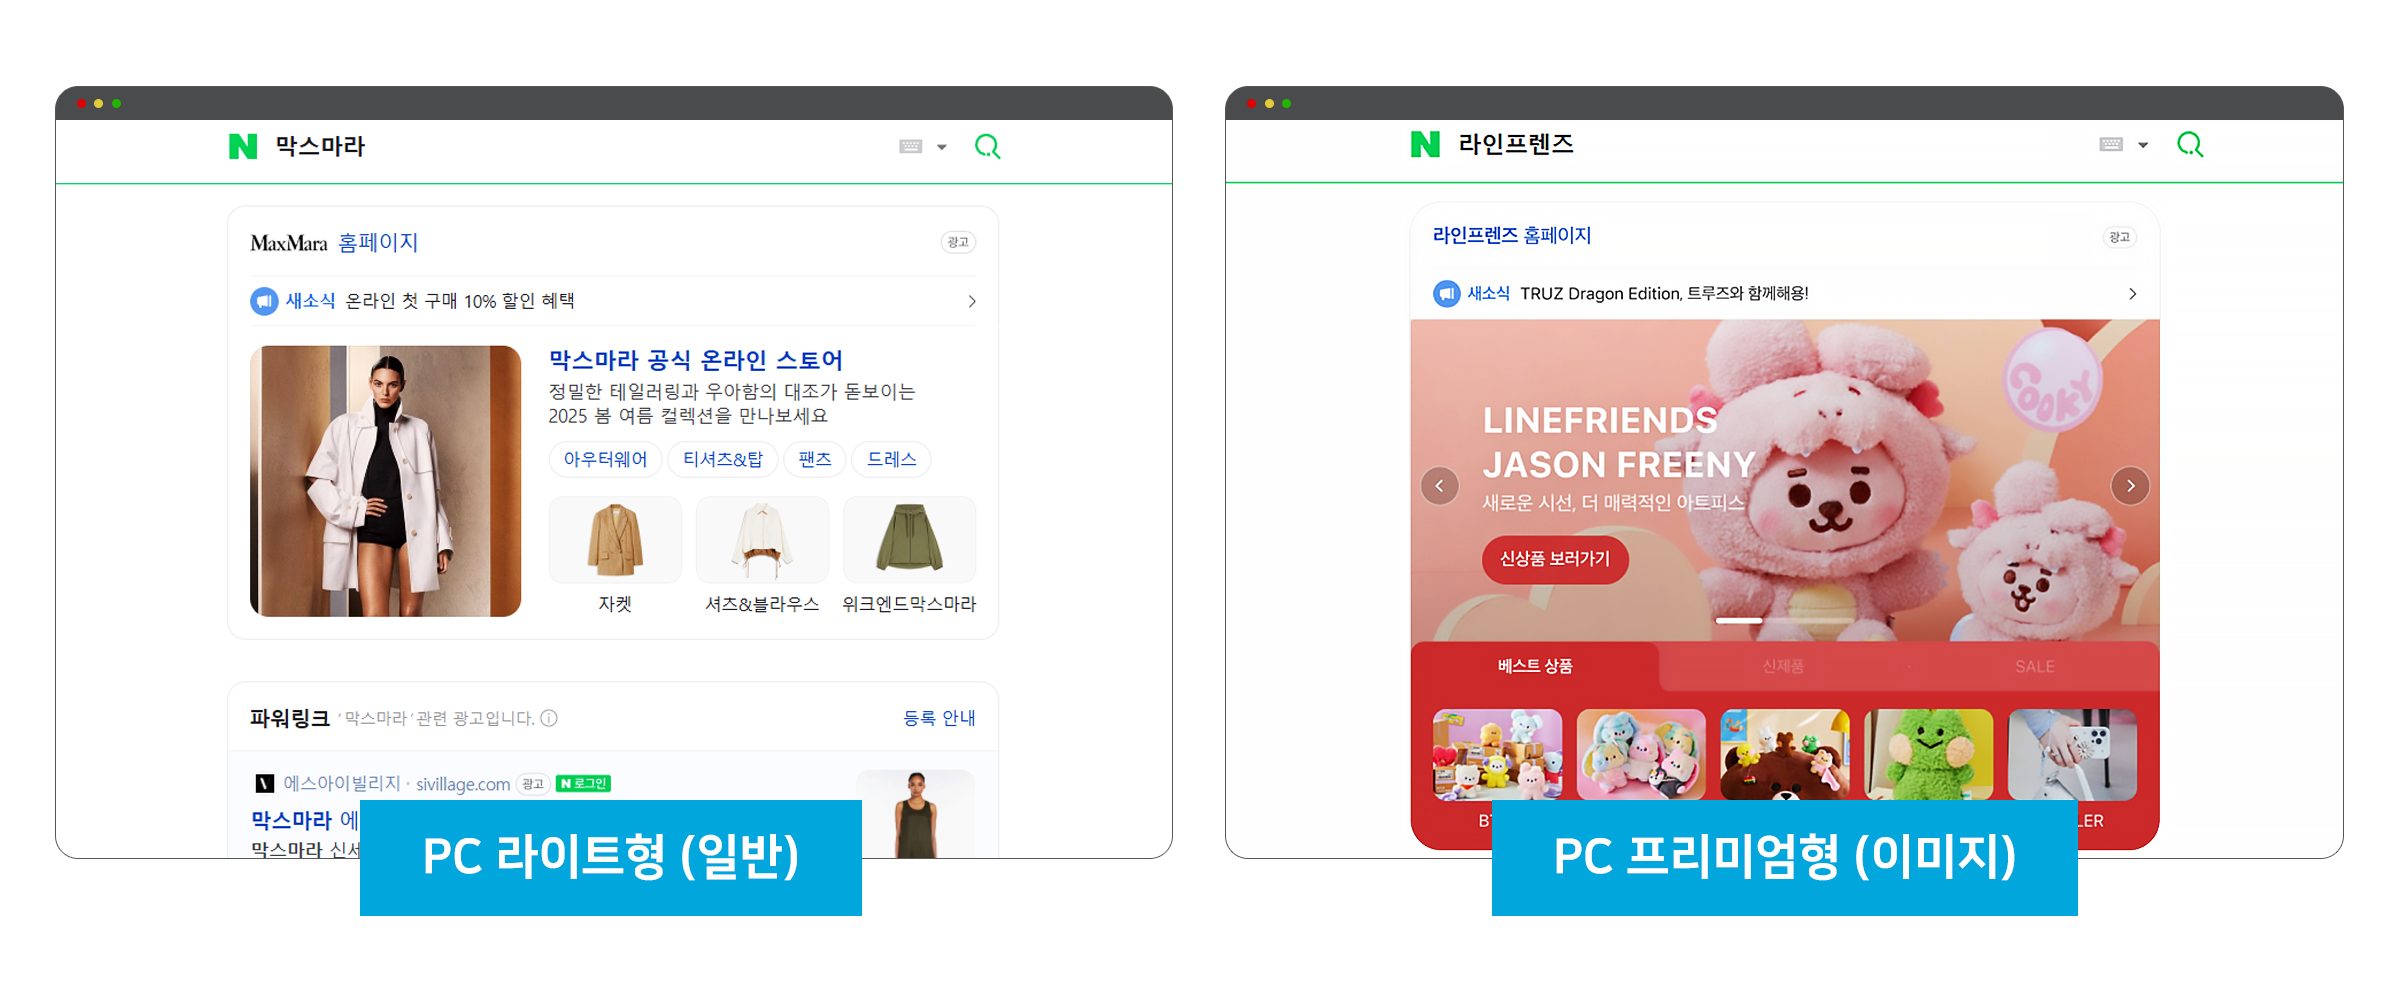 막스마라
MaxMara 홈페이지
광고
새소식 온라인 첫 구매 10% 할인 혜택
막스마라 공식 온라인 스토어
정밀한 테일러링과 우아함의 대조가 돋보이는
2025 봄 여름 컬렉션을 만나보세요
아우터웨어 티셔츠&탑 팬츠 드레스
자켓 셔츠&블라우스 위크엔드막스마라
파워링크 '막스마라' 관련 광고입니다.
등록 안내
에스아이빌리지 · sivillage.com 광고 N 로그인
막스마라 에
막스마라 신세
PC 라이트형 (일반)
라인프렌즈
라인프렌즈 홈페이지
광고
새소식 TRUZ Dragon Edition, 트루즈와 함께해용!
LINEFRIENDS
JASON FREENY
새로운 시선, 더 매력적인 아트피스
신상품 보러가기
COOKY
베스트 상품 신제품 SALE
LER
PC 프리미엄형 (이미지)